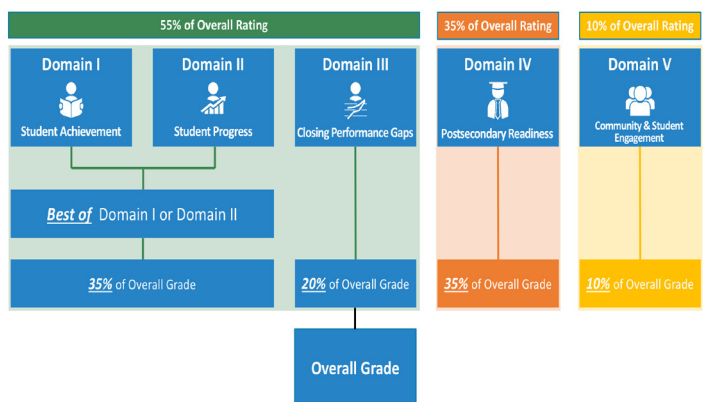 55% of Overall Rating
35% of Overall Rating
10% of Overall Rating
Domain I
Student Achievement
Domain II
Student Progress
Domain III
Closing Performance Gaps
Domain IV
Postsecondary Readiness
Domain V
Community & Student
Engagement
Best of Domain I or Domain II
35% of Overall Grade
20% of Overall Grade
35% of Overall Grade
10% of Overall Grade
Overall Grade